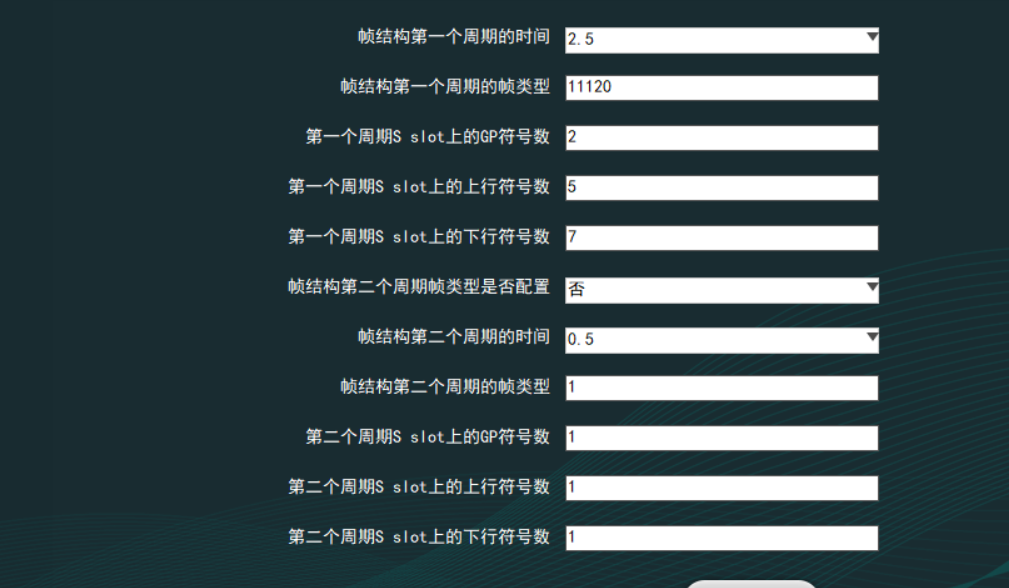 帧结构第一个周期的时间 2.5
帧结构第一个周期的帧类型 11120
第一个周期S slot上的GP符号数 2
第一个周期S slot上的上行符号数 5
第一个周期S slot上的下行符号数 7
帧结构第二个周期帧类型是否配置 否
帧结构第二个周期的时间 0.5
帧结构第二个周期的帧类型 1
第二个周期S slot上的GP符号数 1
第二个周期S slot上的上行符号数 1
第二个周期S slot上的下行符号数 1